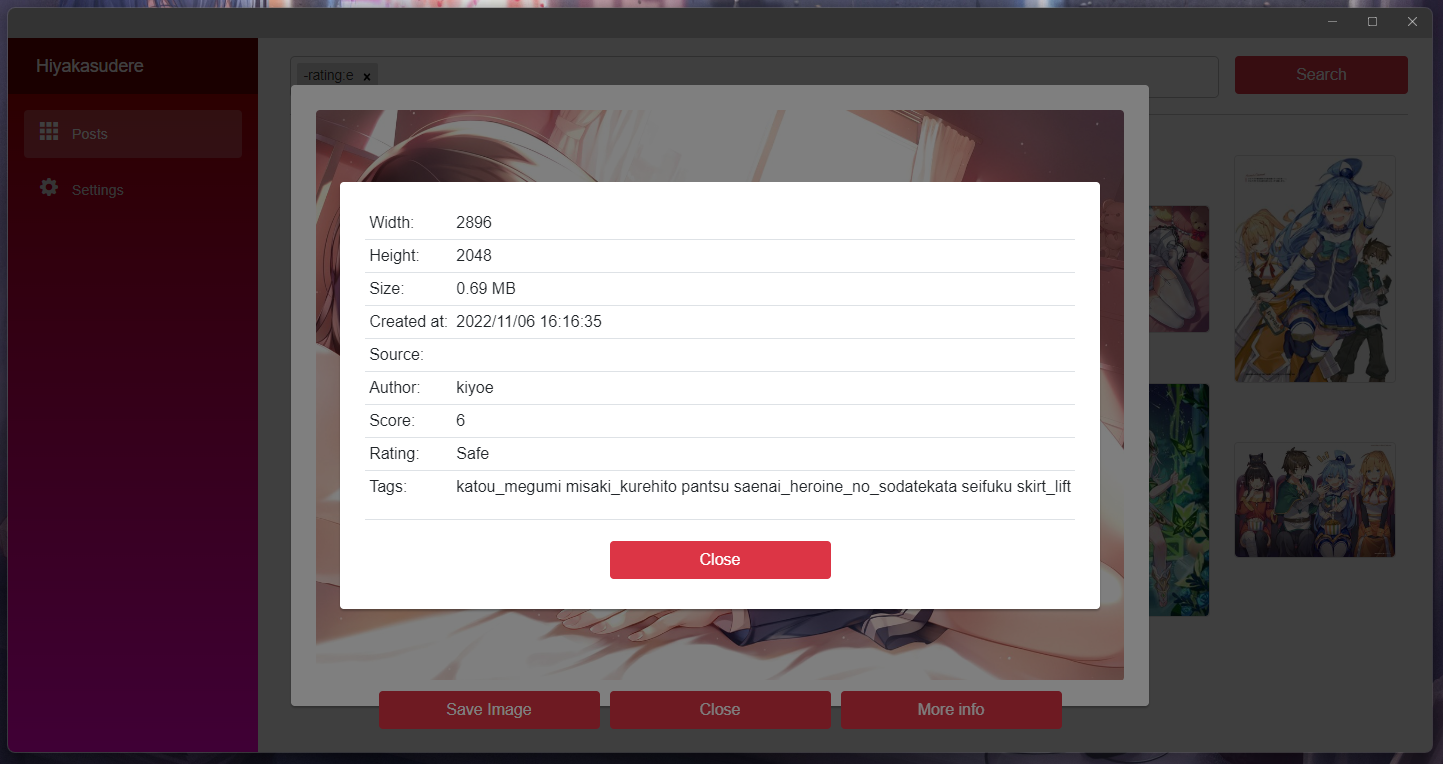 Hiyakasudere
Posts
Settings
-rating:e x
Search
Width: 2896
Height: 2048
Size: 0.69 MB
Created at: 2022/11/06 16:16:35
Source:
Author: kiyoe
Score: 6
Rating: Safe
Tags: katou_megumi misaki_kurehito pantsu saenai_heroine_no_sodatekata seifuku skirt_lift
Close
Save Image Close More info